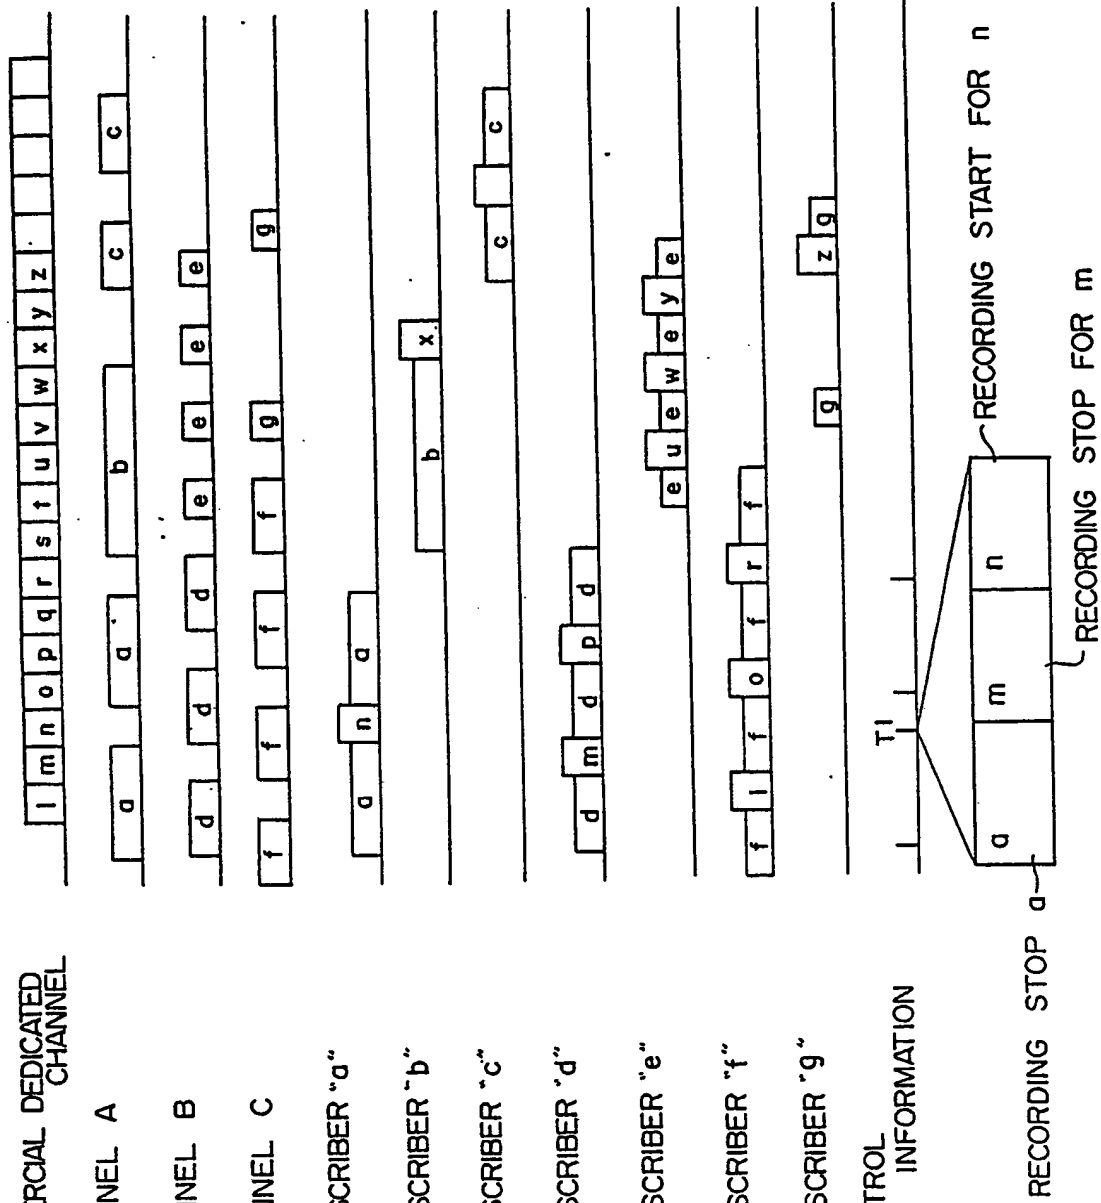 RCIAL DEDICATED
CHANNEL
l m n o p q r s t u v w x y z
NEL A
a a b c c
NEL B
d d d e e e e
NNEL C
f f f f g g
SCRIBER "a"
a n a
SCRIBER "b"
b x
SCRIBER "c"
c c
SCRIBER "d"
d m d p d
SCRIBER "e"
e u e w e y e
SCRIBER "f"
f l f o f r f
SCRIBER "g"
g z g
TROL
INFORMATION
T1
a m n
RECORDING START FOR n
RECORDING STOP a
RECORDING STOP FOR m